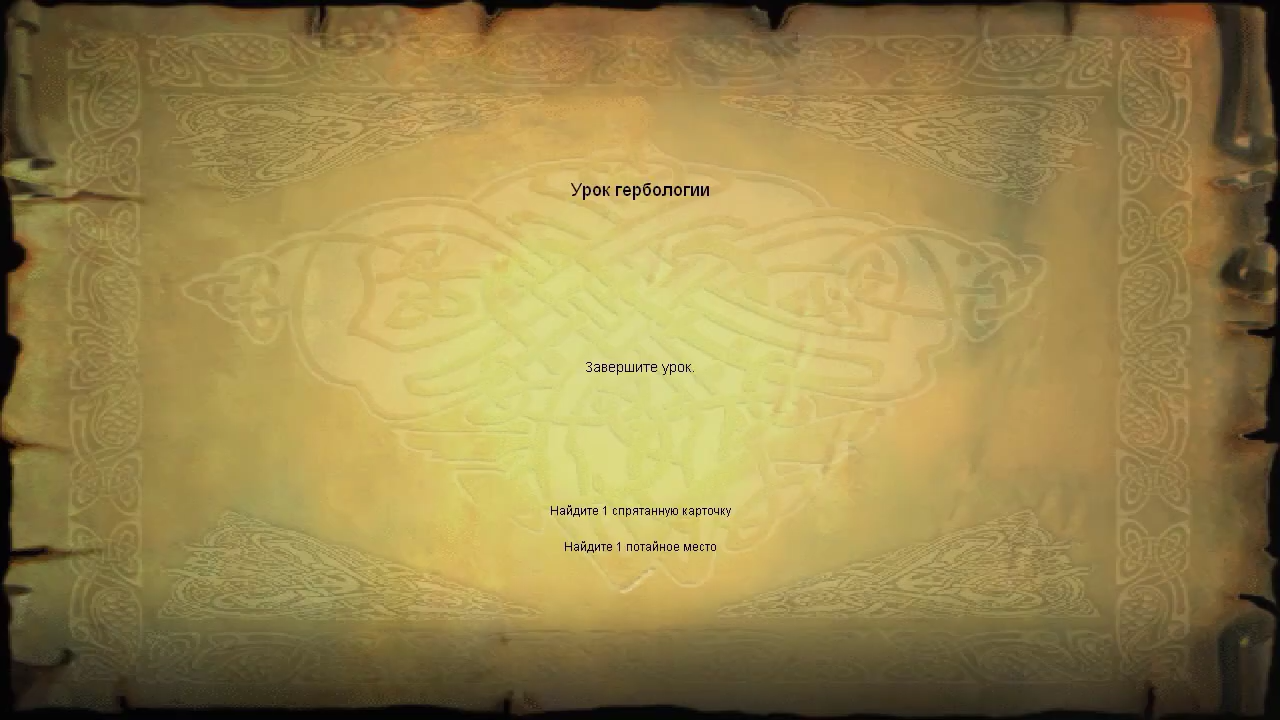 Урок гербологии
Завершите урок.
Найдите 1 спрятанную карточку
Найдите 1 потайное место